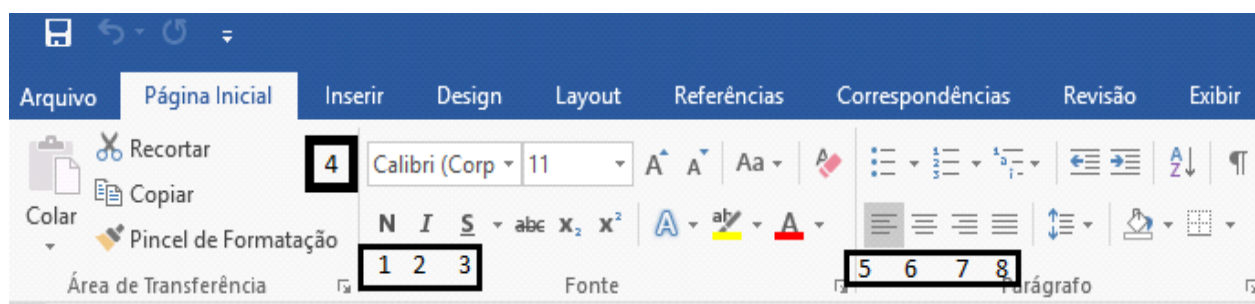 Arquivo Página Inicial Inserir Design Layout Referências Correspondências Revisão Exibir
Recortar
4 Calibri (Corp 11 A A Aa
Copiar
Colar
N I S abc X₂ X² A ab A
Pincel de Formatação
1 2 3 5 6 7 8
Área de Transferência Fonte Parágrafo